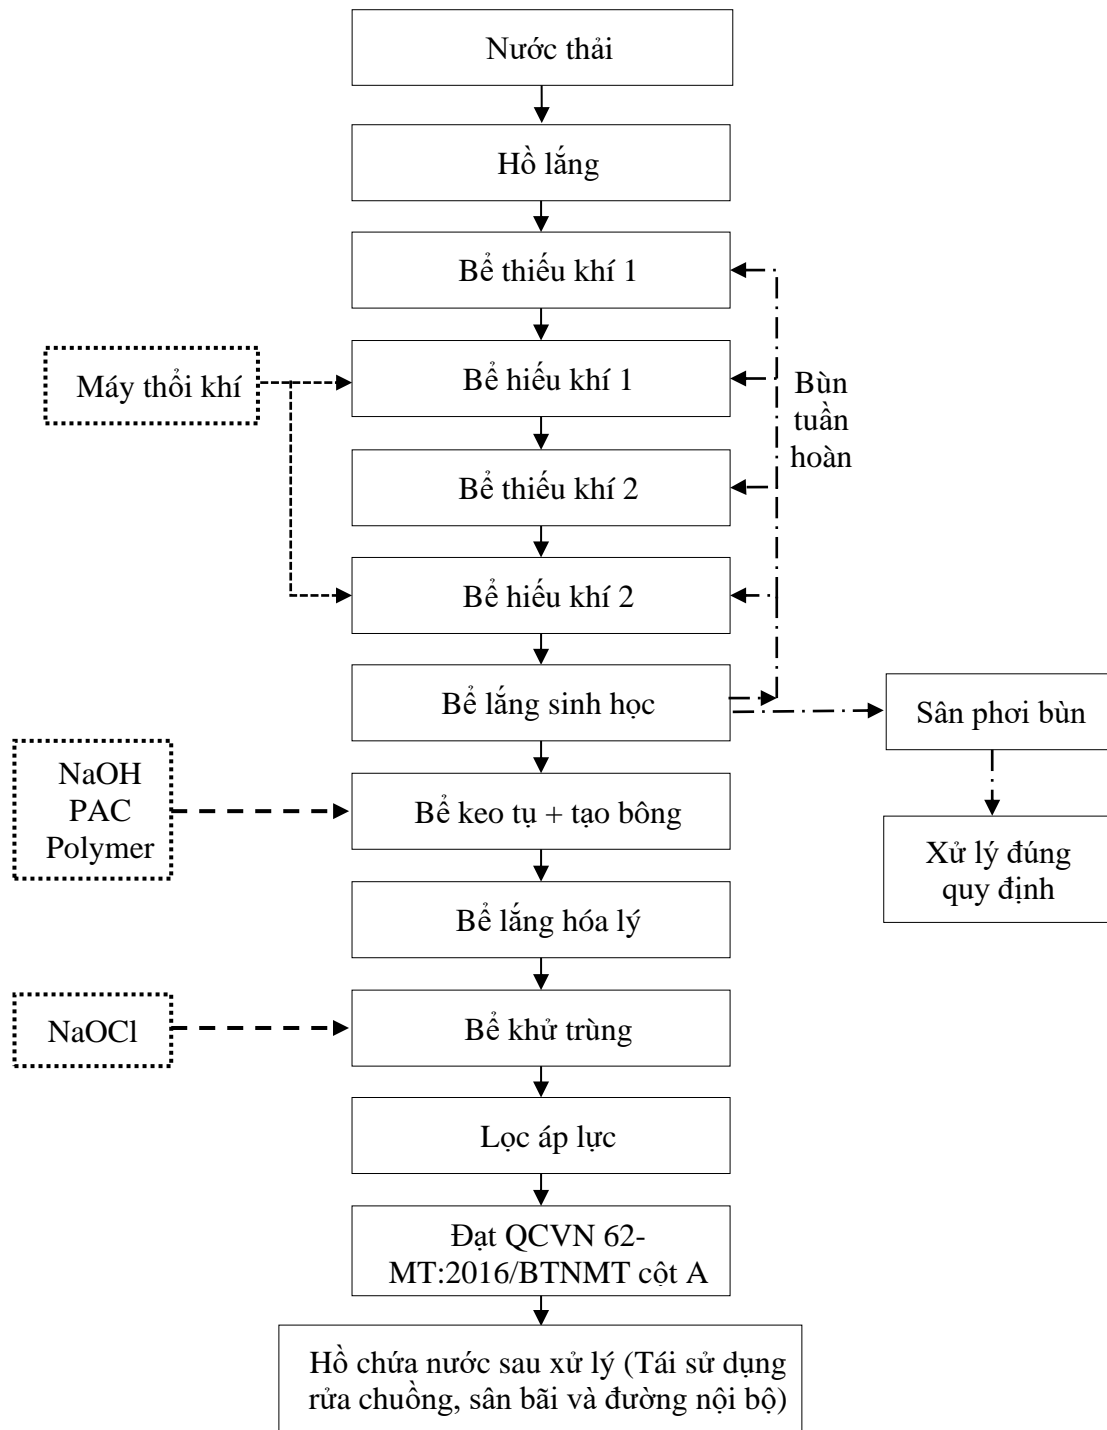 Nước thải
Hồ lắng
Bể thiếu khí 1
Máy thổi khí
Bể hiếu khí 1
Bùn
tuần
hoàn
Bể thiếu khí 2
Bể hiếu khí 2
Bể lắng sinh học
Sân phơi bùn
NaOH
PAC
Polymer
Bể keo tụ + tạo bông
Xử lý đúng
quy định
Bể lắng hóa lý
NaOCl
Bể khử trùng
Lọc áp lực
Đạt QCVN 62-
MT:2016/BTNMT cột A
Hồ chứa nước sau xử lý (Tái sử dụng
rửa chuồng, sân bãi và đường nội bộ)